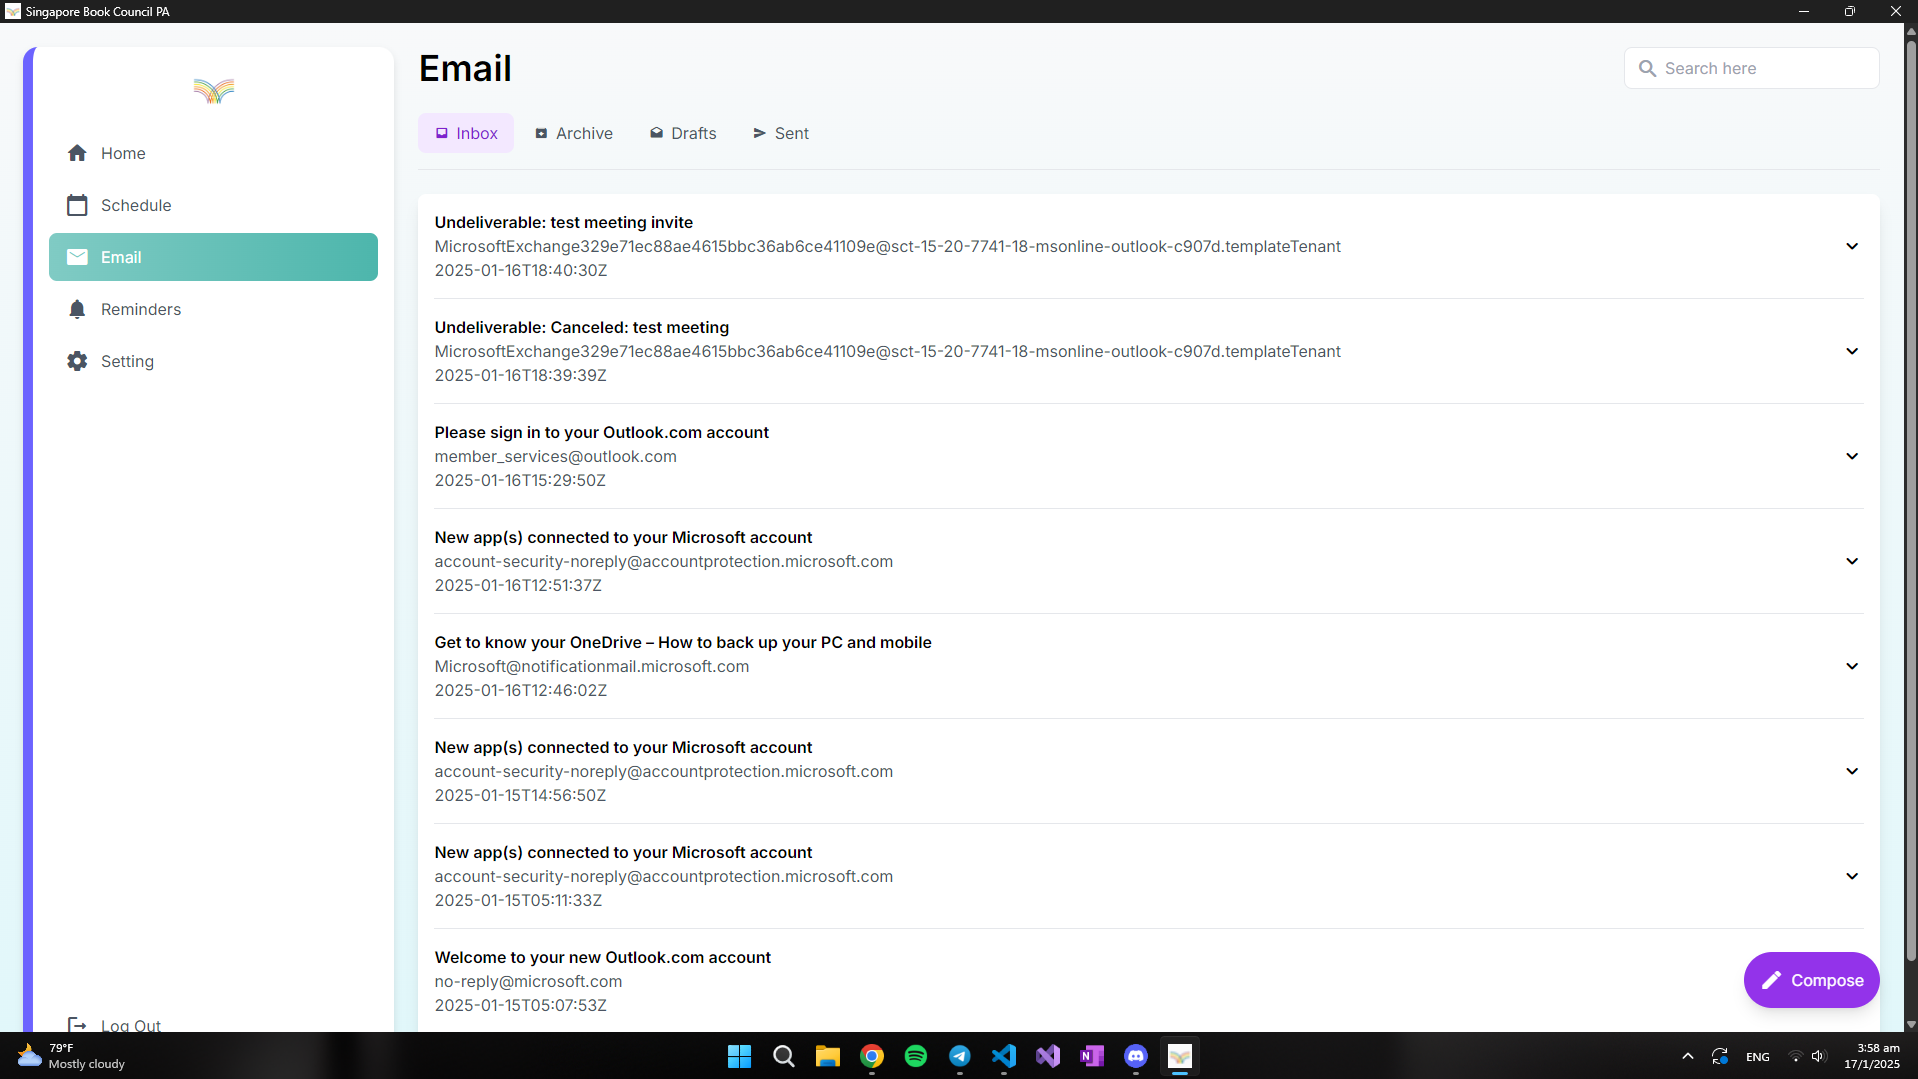 Singapore Book Council PA
Home
Schedule
Email
Reminders
Setting
Log Out
Email
Search here
Inbox
Archive
Drafts
Sent
Undeliverable: test meeting invite
MicrosoftExchange329e71ec88ae4615bbc36ab6ce41109e@sct-15-20-7741-18-msonline-outlook-c907d.templateTenant
2025-01-16T18:40:30Z
Undeliverable: Canceled: test meeting
MicrosoftExchange329e71ec88ae4615bbc36ab6ce41109e@sct-15-20-7741-18-msonline-outlook-c907d.templateTenant
2025-01-16T18:39:39Z
Please sign in to your Outlook.com account
member_services@outlook.com
2025-01-16T15:29:50Z
New app(s) connected to your Microsoft account
account-security-noreply@accountprotection.microsoft.com
2025-01-16T12:51:37Z
Get to know your OneDrive – How to back up your PC and mobile
Microsoft@notificationmail.microsoft.com
2025-01-16T12:46:02Z
New app(s) connected to your Microsoft account
account-security-noreply@accountprotection.microsoft.com
2025-01-15T14:56:50Z
New app(s) connected to your Microsoft account
account-security-noreply@accountprotection.microsoft.com
2025-01-15T05:11:33Z
Welcome to your new Outlook.com account
no-reply@microsoft.com
2025-01-15T05:07:53Z
Compose
79°F
Mostly cloudy
N
ENG
3:58 am
17/1/2025